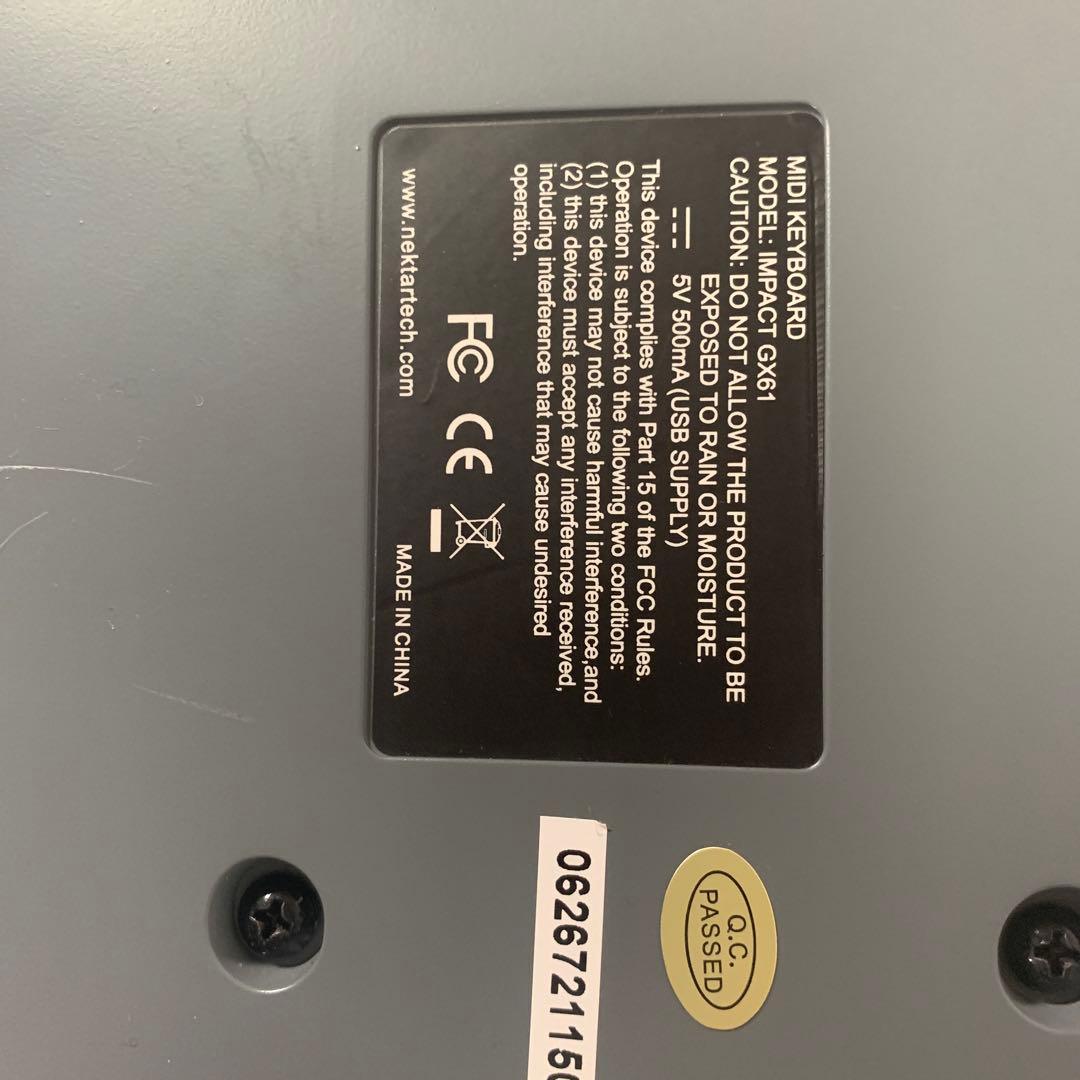 MIDI KEYBOARD
MODEL: IMPACT GX61
CAUTION: DO NOT ALLOW THE PRODUCT TO BE
EXPOSED TO RAIN OR MOISTURE.
5V 500mA (USB SUPPLY)
This device complies with Part 15 of the FCC Rules.
Operation is subject to the following two conditions:
(1) this device may not cause harmful interference,and
(2) this device must accept any interference received,
including interference that may cause undesired
operation.
FC CE
www.nektartech.com MADE IN CHINA
Q.C.
PASSED
062672115